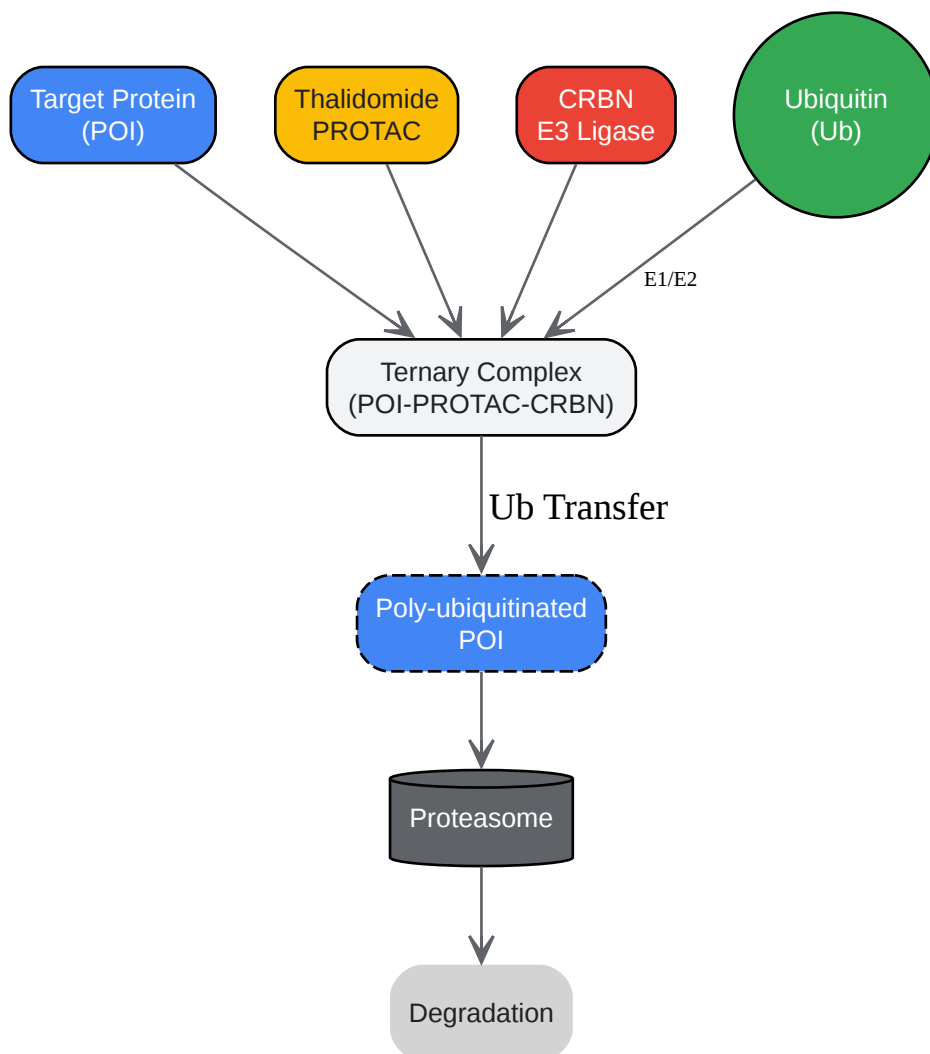 Target Protein
(POI)
Thalidomide
PROTAC
CRBN
E3 Ligase
Ubiquitin
(Ub)
E1/E2
Ternary Complex
(POI-PROTAC-CRBN)
Ub Transfer
Poly-ubiquitinated
POI
Proteasome
Degradation